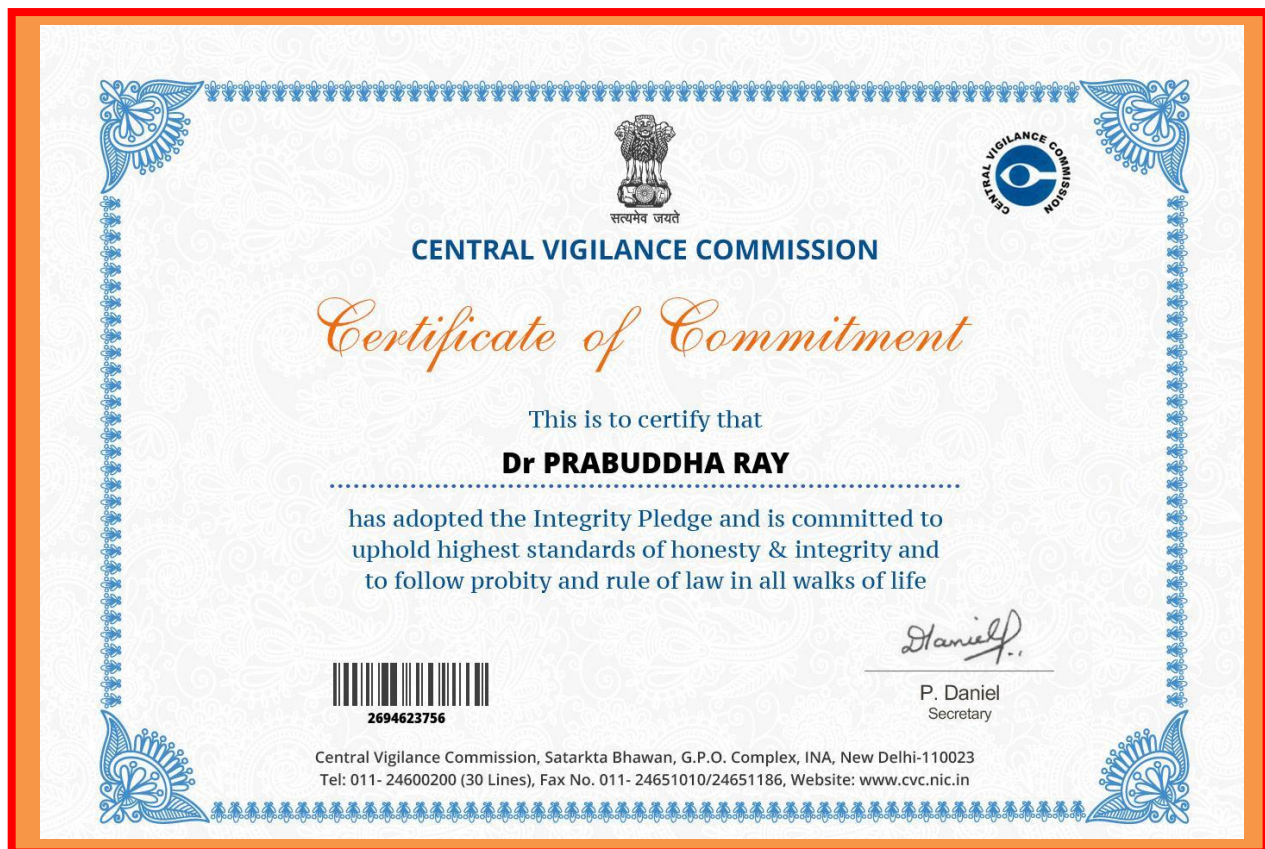 सत्यमेव जयते
CENTRAL VIGILANCE COMMISSION
CENTRAL VIGILANCE COMMISSION
Certificate of Commitment
This is to certify that
Dr PRABUDDHA RAY
has adopted the Integrity Pledge and is committed to
uphold highest standards of honesty & integrity and
to follow probity and rule of law in all walks of life
Daniel P.
P. Daniel
Secretary
2694623756
Central Vigilance Commission, Satarkta Bhawan, G.P.O. Complex, INA, New Delhi-110023
Tel: 011- 24600200 (30 Lines), Fax No. 011- 24651010/24651186, Website: www.cvc.nic.in